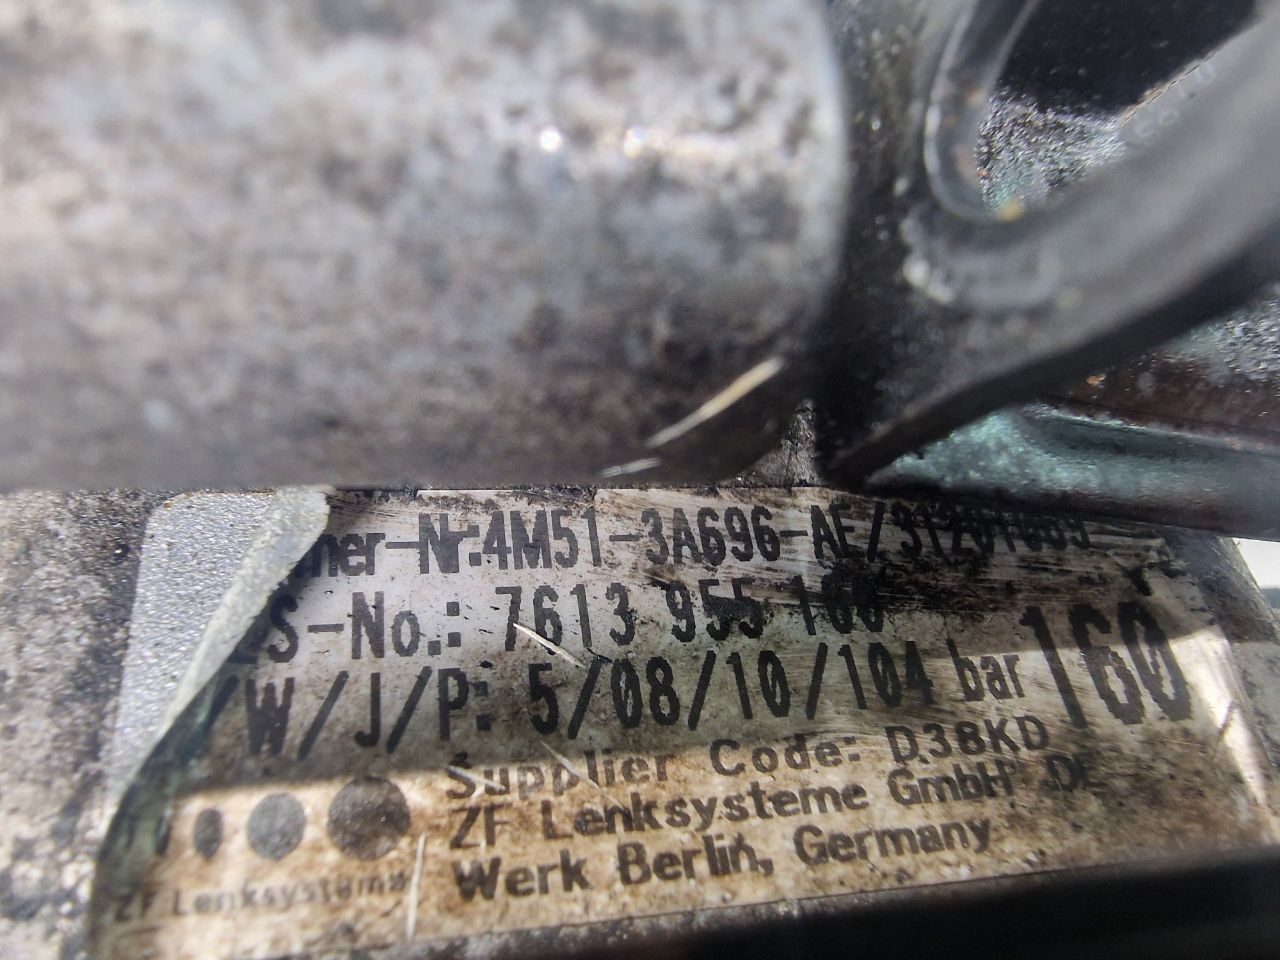 4M51-3A696-AE/
S-No.: 7613 955
W/J/P: 5/08/10/104 bar 160
Supplier Code: D38KD
ZF Lenksysteme GmbH
Werk Berlin, Germany
ZF Lenksysteme